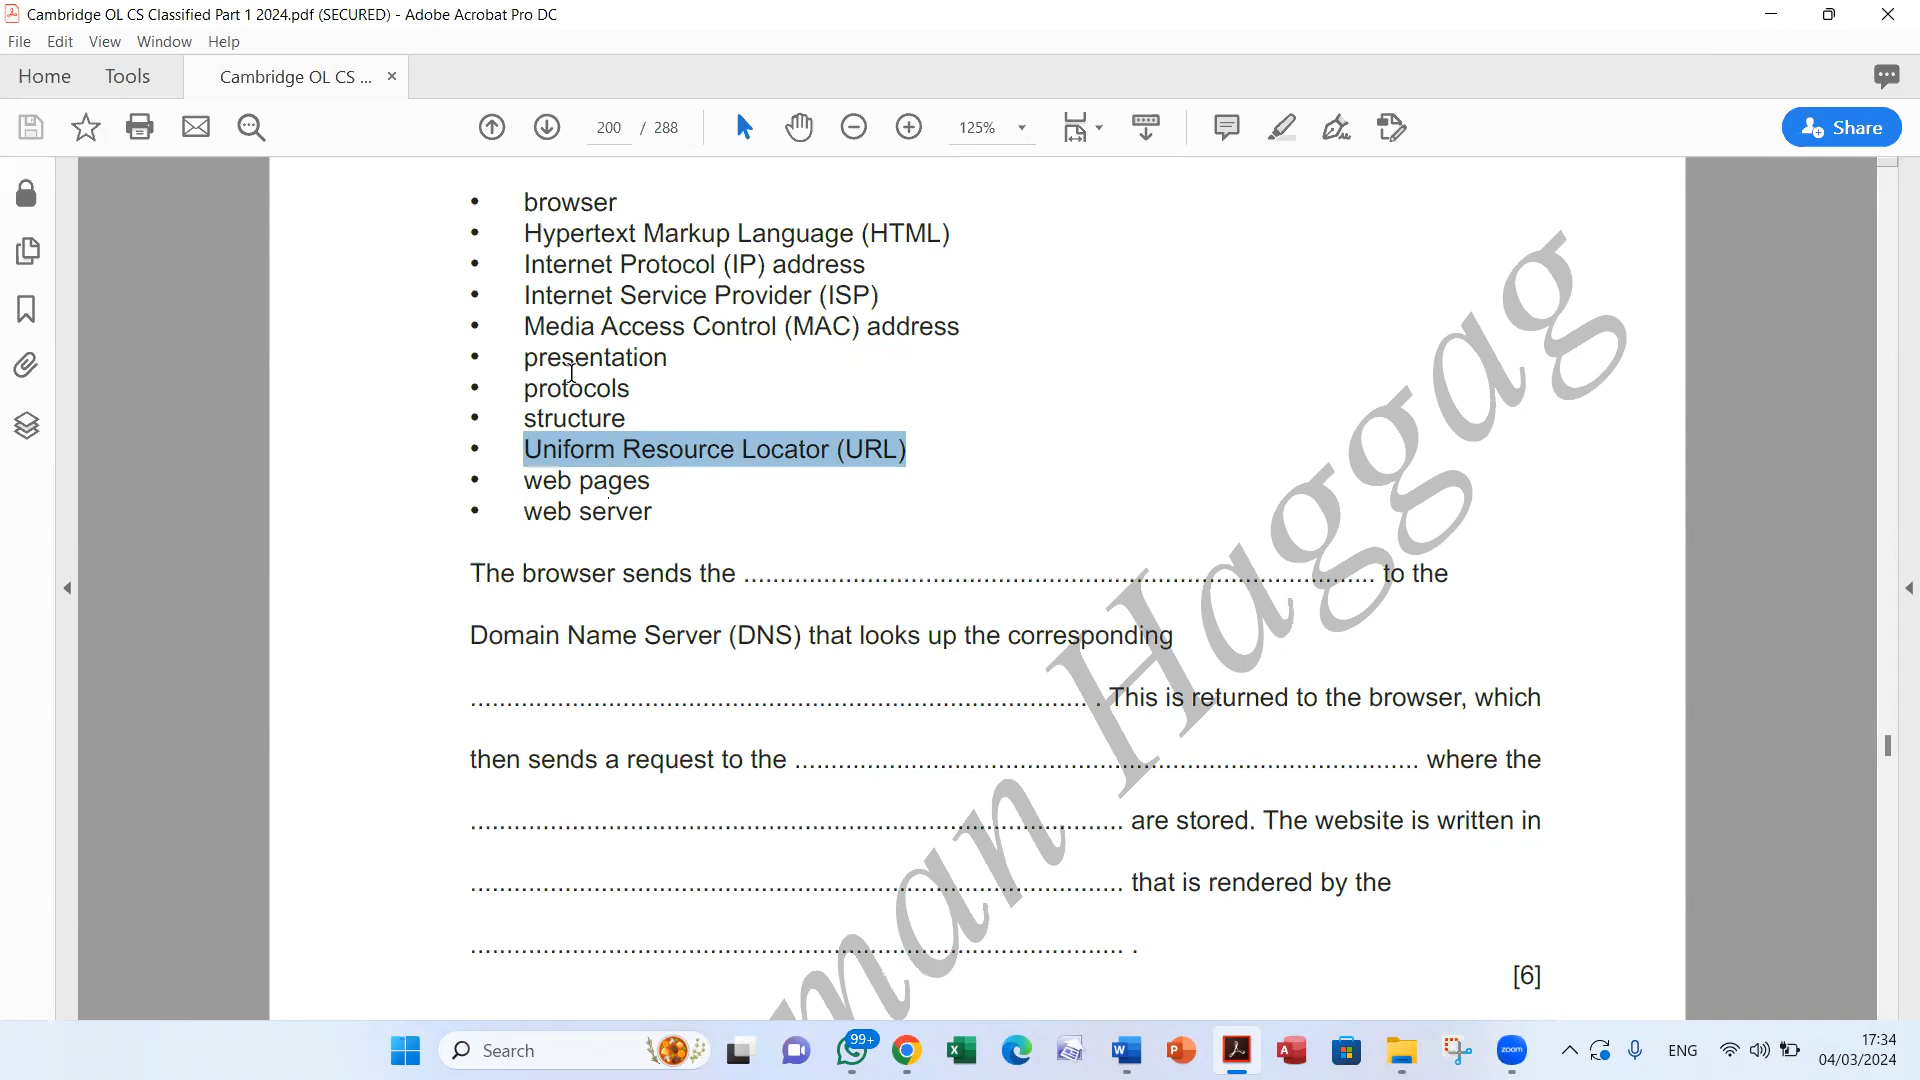 Cambridge OL CS Classified Part 1 2024.pdf (SECURED) - Adobe Acrobat Pro DC
File Edit View Window Help
Home Tools Cambridge OL CS ... ×
200 / 288 125% Share
• browser
• Hypertext Markup Language (HTML)
• Internet Protocol (IP) address
• Internet Service Provider (ISP)
• Media Access Control (MAC) address
• presentation
• protocols
• structure
• Uniform Resource Locator (URL)
• web pages
• web server
The browser sends the ........................................................................................ to the
Domain Name Server (DNS) that looks up the corresponding
...................................................................................... . This is returned to the browser, which
then sends a request to the ....................................................................................... where the
........................................................................................... are stored. The website is written in
........................................................................................... that is rendered by the
........................................................................................... .
[6]
man Haggag
Search 99+ zoom ENG 17:34
04/03/2024